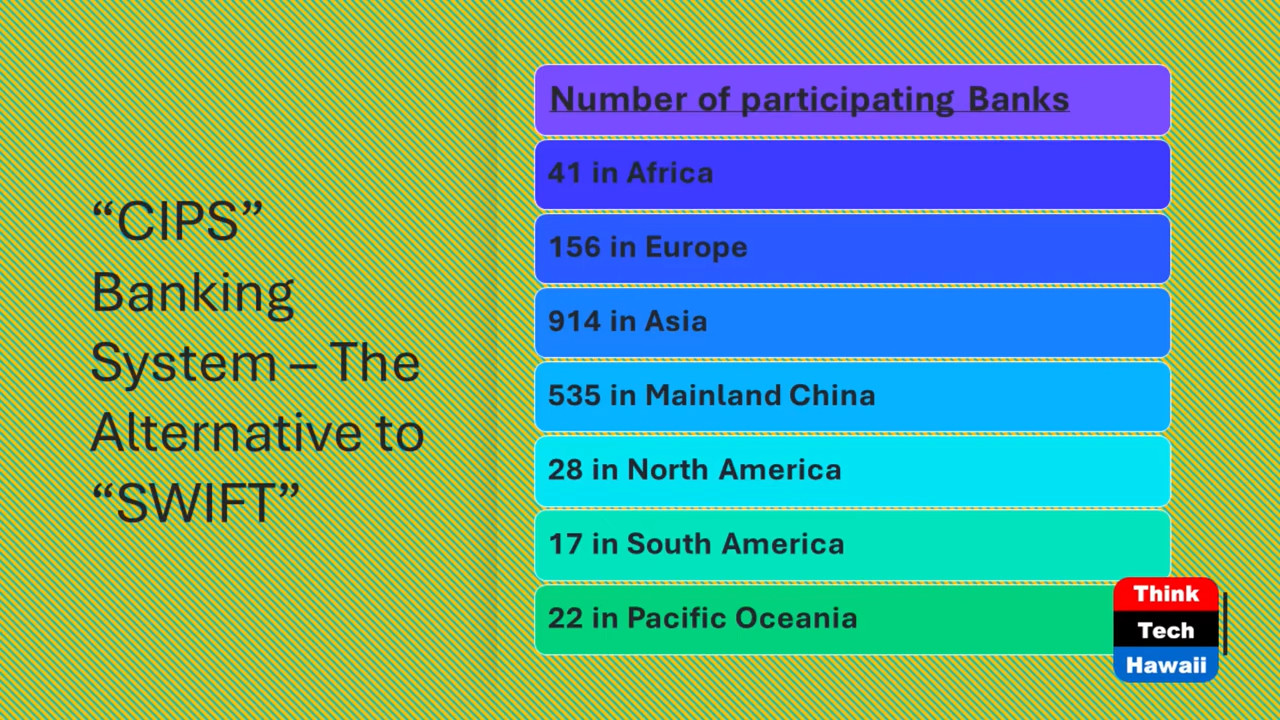 “CIPS”
Banking
System – The
Alternative to
“SWIFT”
Number of participating Banks
41 in Africa
156 in Europe
914 in Asia
535 in Mainland China
28 in North America
17 in South America
22 in Pacific Oceania
Think
Tech
Hawaii